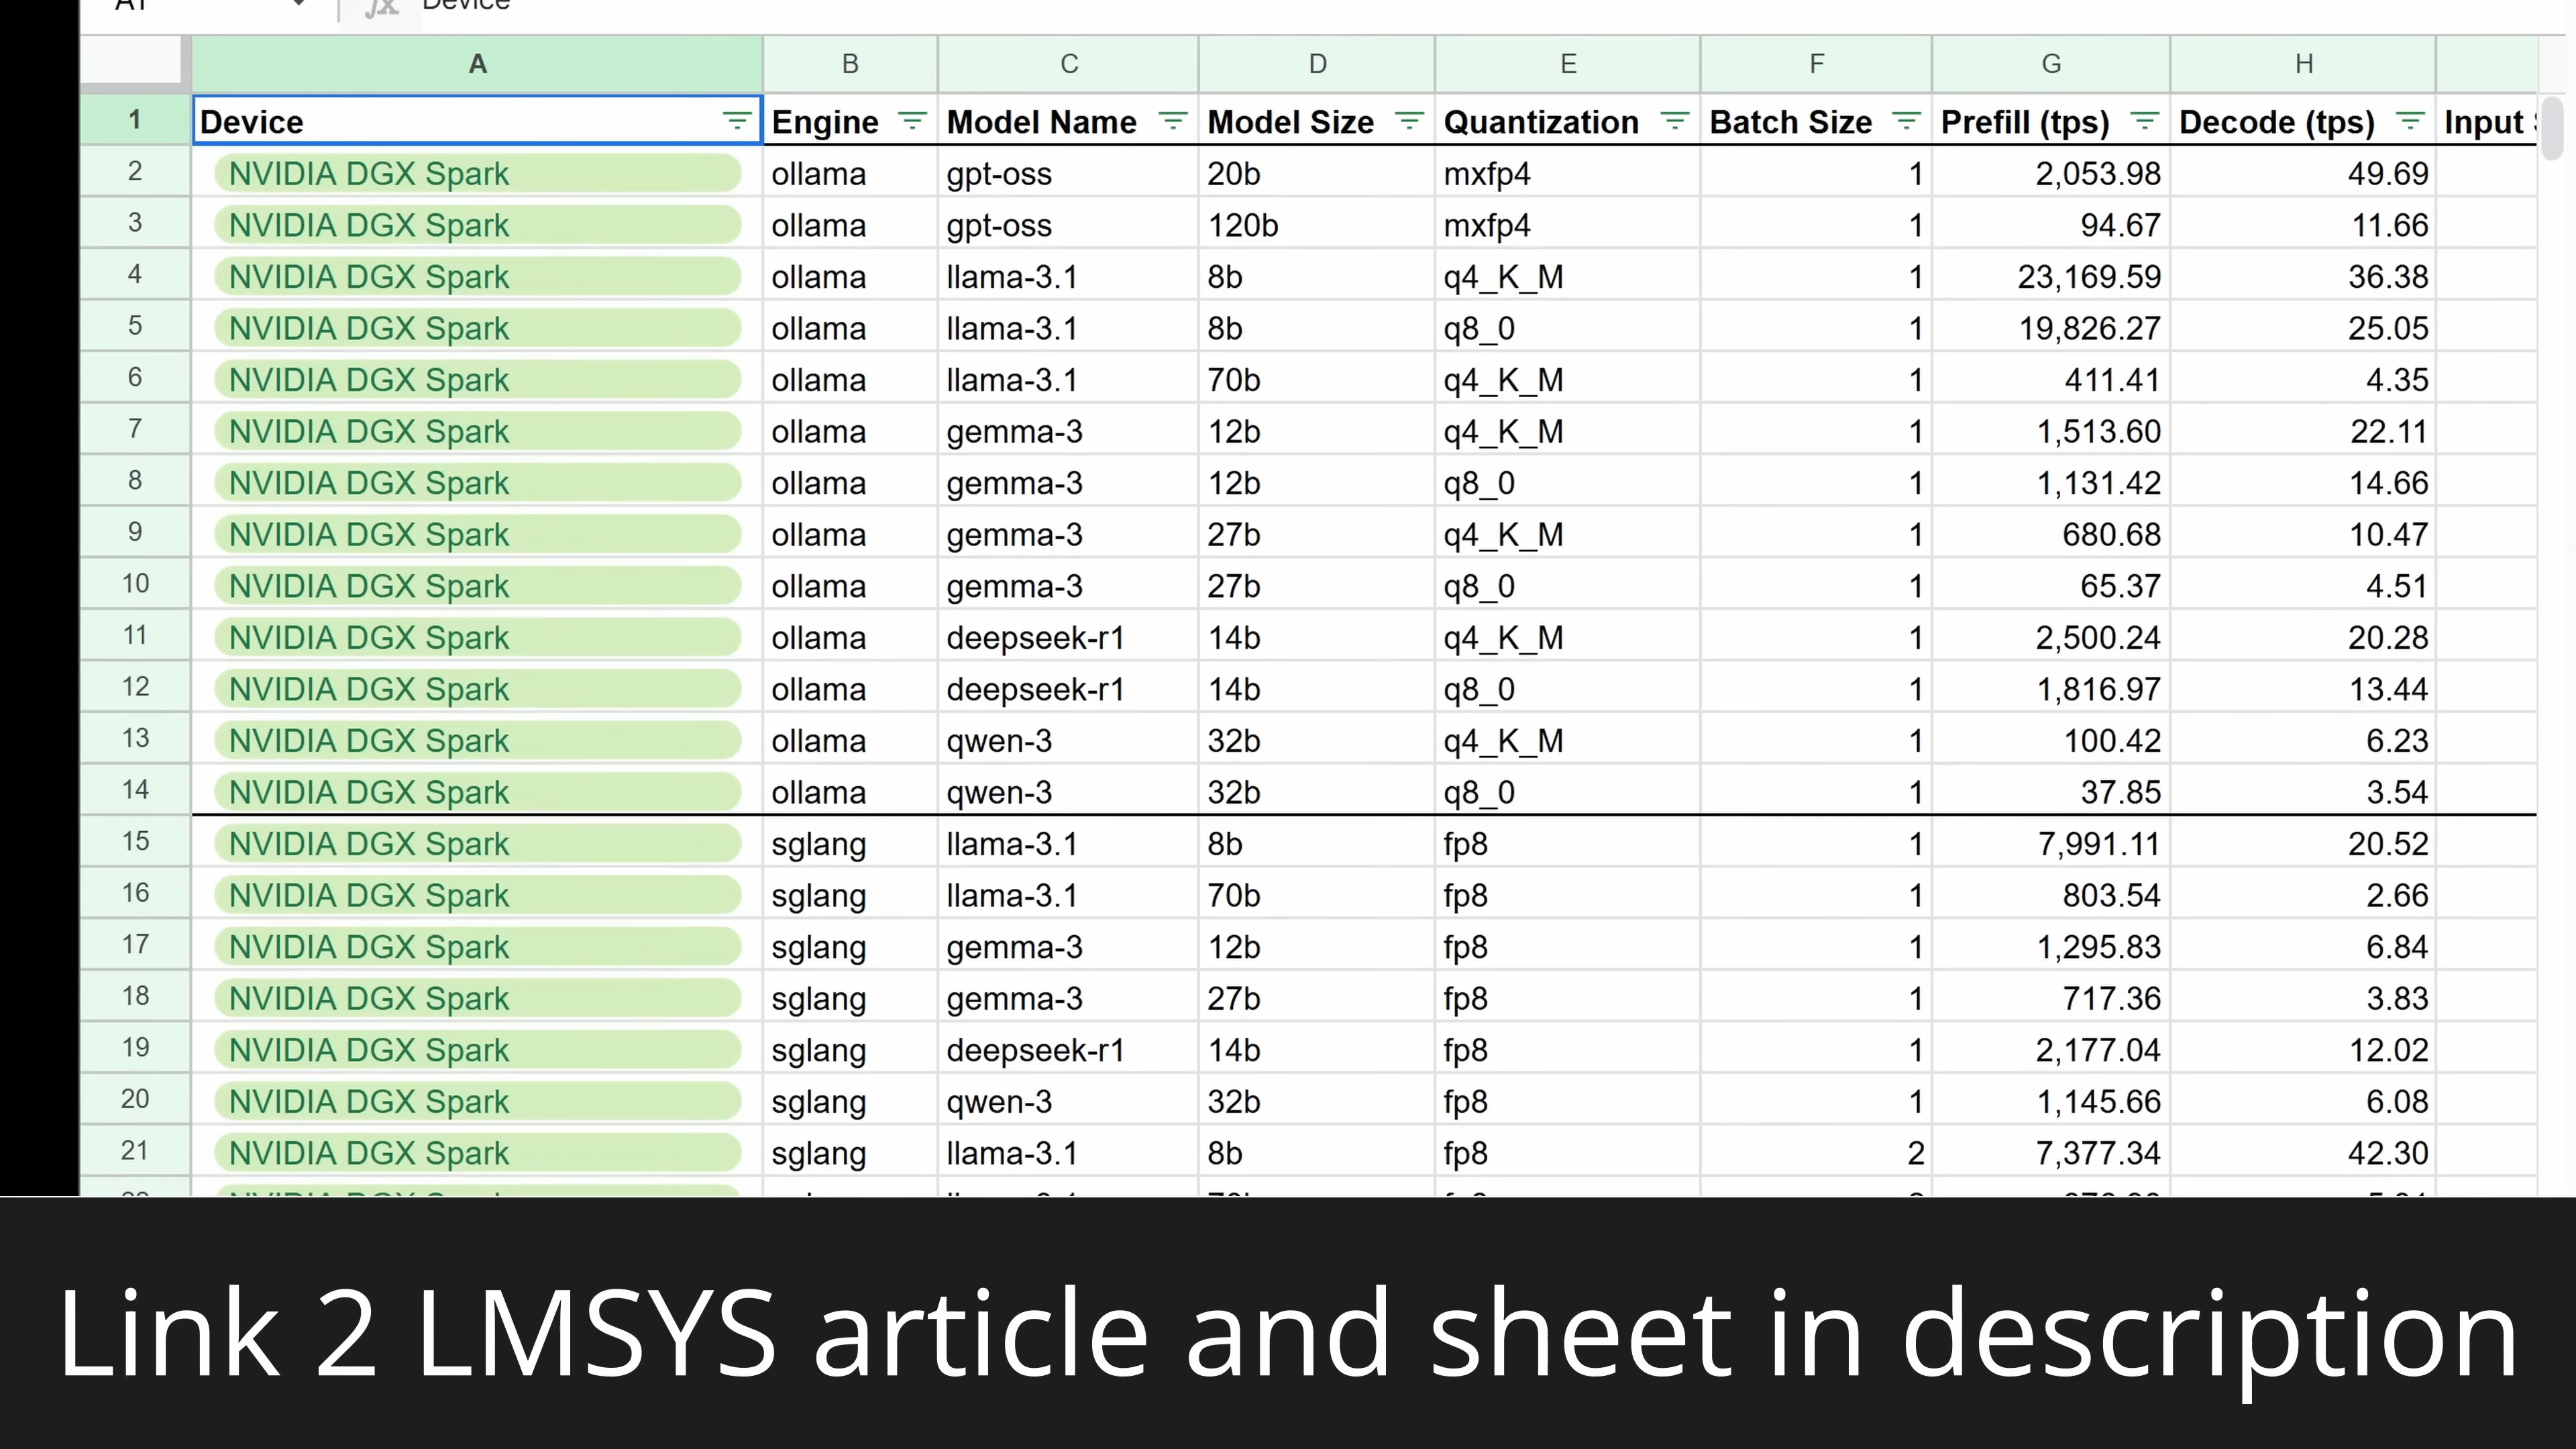 A1 Device
A B C D E F G H
1 Device Engine Model Name Model Size Quantization Batch Size Prefill (tps) Decode (tps) Input
2 NVIDIA DGX Spark ollama gpt-oss 20b mxfp4 1 2,053.98 49.69
3 NVIDIA DGX Spark ollama gpt-oss 120b mxfp4 1 94.67 11.66
4 NVIDIA DGX Spark ollama llama-3.1 8b q4_K_M 1 23,169.59 36.38
5 NVIDIA DGX Spark ollama llama-3.1 8b q8_0 1 19,826.27 25.05
6 NVIDIA DGX Spark ollama llama-3.1 70b q4_K_M 1 411.41 4.35
7 NVIDIA DGX Spark ollama gemma-3 12b q4_K_M 1 1,513.60 22.11
8 NVIDIA DGX Spark ollama gemma-3 12b q8_0 1 1,131.42 14.66
9 NVIDIA DGX Spark ollama gemma-3 27b q4_K_M 1 680.68 10.47
10 NVIDIA DGX Spark ollama gemma-3 27b q8_0 1 65.37 4.51
11 NVIDIA DGX Spark ollama deepseek-r1 14b q4_K_M 1 2,500.24 20.28
12 NVIDIA DGX Spark ollama deepseek-r1 14b q8_0 1 1,816.97 13.44
13 NVIDIA DGX Spark ollama qwen-3 32b q4_K_M 1 100.42 6.23
14 NVIDIA DGX Spark ollama qwen-3 32b q8_0 1 37.85 3.54
15 NVIDIA DGX Spark sglang llama-3.1 8b fp8 1 7,991.11 20.52
16 NVIDIA DGX Spark sglang llama-3.1 70b fp8 1 803.54 2.66
17 NVIDIA DGX Spark sglang gemma-3 12b fp8 1 1,295.83 6.84
18 NVIDIA DGX Spark sglang gemma-3 27b fp8 1 717.36 3.83
19 NVIDIA DGX Spark sglang deepseek-r1 14b fp8 1 2,177.04 12.02
20 NVIDIA DGX Spark sglang qwen-3 32b fp8 1 1,145.66 6.08
21 NVIDIA DGX Spark sglang llama-3.1 8b fp8 2 7,377.34 42.30
Link 2 LMSYS article and sheet in description